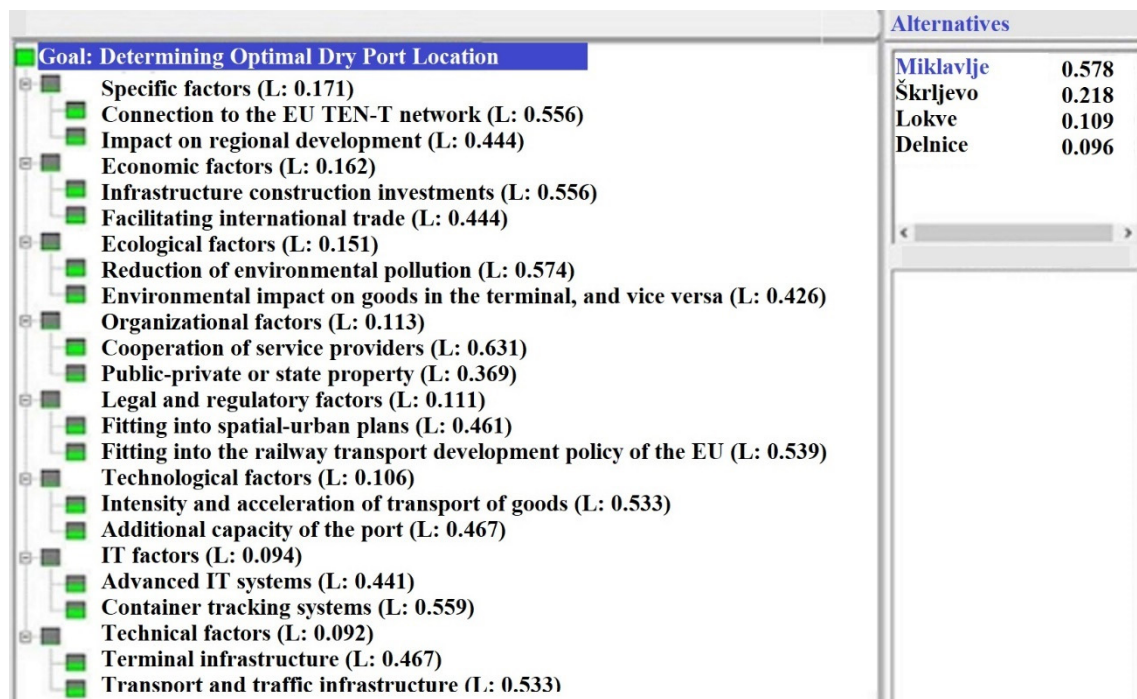 Goal: Determining Optimal Dry Port Location
Specific factors (L: 0.171)
Connection to the EU TEN-T network (L: 0.556)
Impact on regional development (L: 0.444)
Economic factors (L: 0.162)
Infrastructure construction investments (L: 0.556)
Facilitating international trade (L: 0.444)
Ecological factors (L: 0.151)
Reduction of environmental pollution (L: 0.574)
Environmental impact on goods in the terminal, and vice versa (L: 0.426)
Organizational factors (L: 0.113)
Cooperation of service providers (L: 0.631)
Public-private or state property (L: 0.369)
Legal and regulatory factors (L: 0.111)
Fitting into spatial-urban plans (L: 0.461)
Fitting into the railway transport development policy of the EU (L: 0.539)
Technological factors (L: 0.106)
Intensity and acceleration of transport of goods (L: 0.533)
Additional capacity of the port (L: 0.467)
IT factors (L: 0.094)
Advanced IT systems (L: 0.441)
Container tracking systems (L: 0.559)
Technical factors (L: 0.092)
Terminal infrastructure (L: 0.467)
Transport and traffic infrastructure (L: 0.533)
Alternatives
Miklavlje 0.578
Škrljevo 0.218
Lokve 0.109
Delnice 0.096